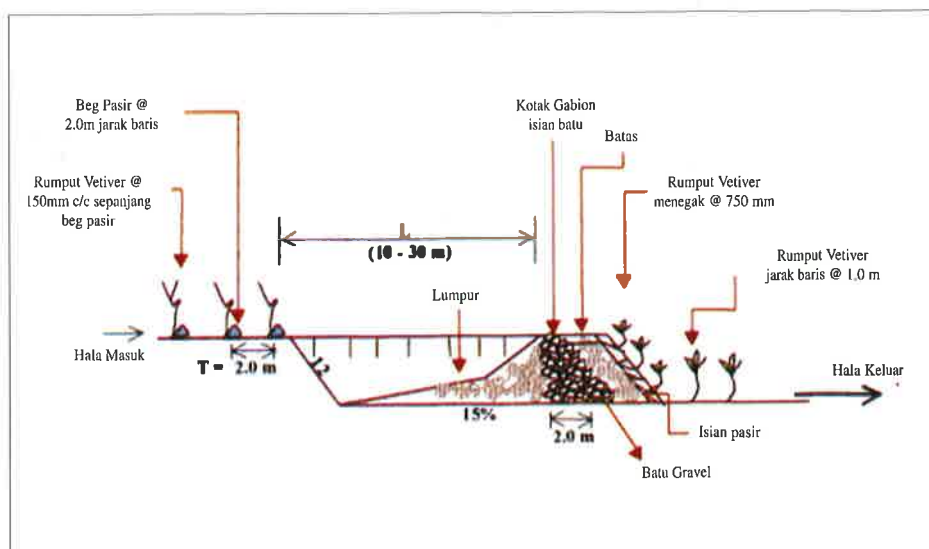 Beg Pasir @
2.0m jarak baris
Kotak Gabion
isian batu
Batas
Rumput Vetiver @
150mm c/c sepanjang
beg pasir
Rumput Vetiver
menegak @ 750 mm
L
(10 - 30 m)
Rumput Vetiver
jarak baris @ 1.0 m
Lumpur
Hala Masuk
T = 2.0 m
Hala Keluar
15%
2.0 m
Isian pasir
Batu Gravel